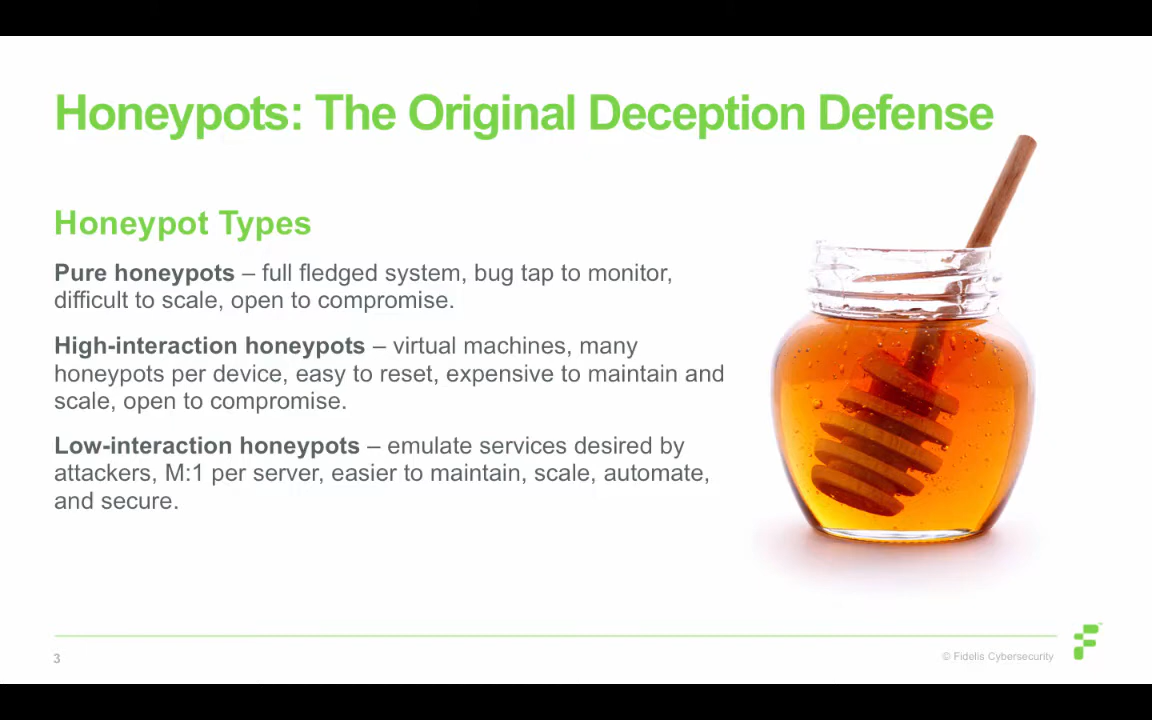 Honeypots: The Original Deception Defense
Honeypot Types
Pure honeypots – full fledged system, bug tap to monitor,
difficult to scale, open to compromise.
High-interaction honeypots – virtual machines, many
honeypots per device, easy to reset, expensive to maintain and
scale, open to compromise.
Low-interaction honeypots – emulate services desired by
attackers, M:1 per server, easier to maintain, scale, automate,
and secure.
3
© Fidelis Cybersecurity